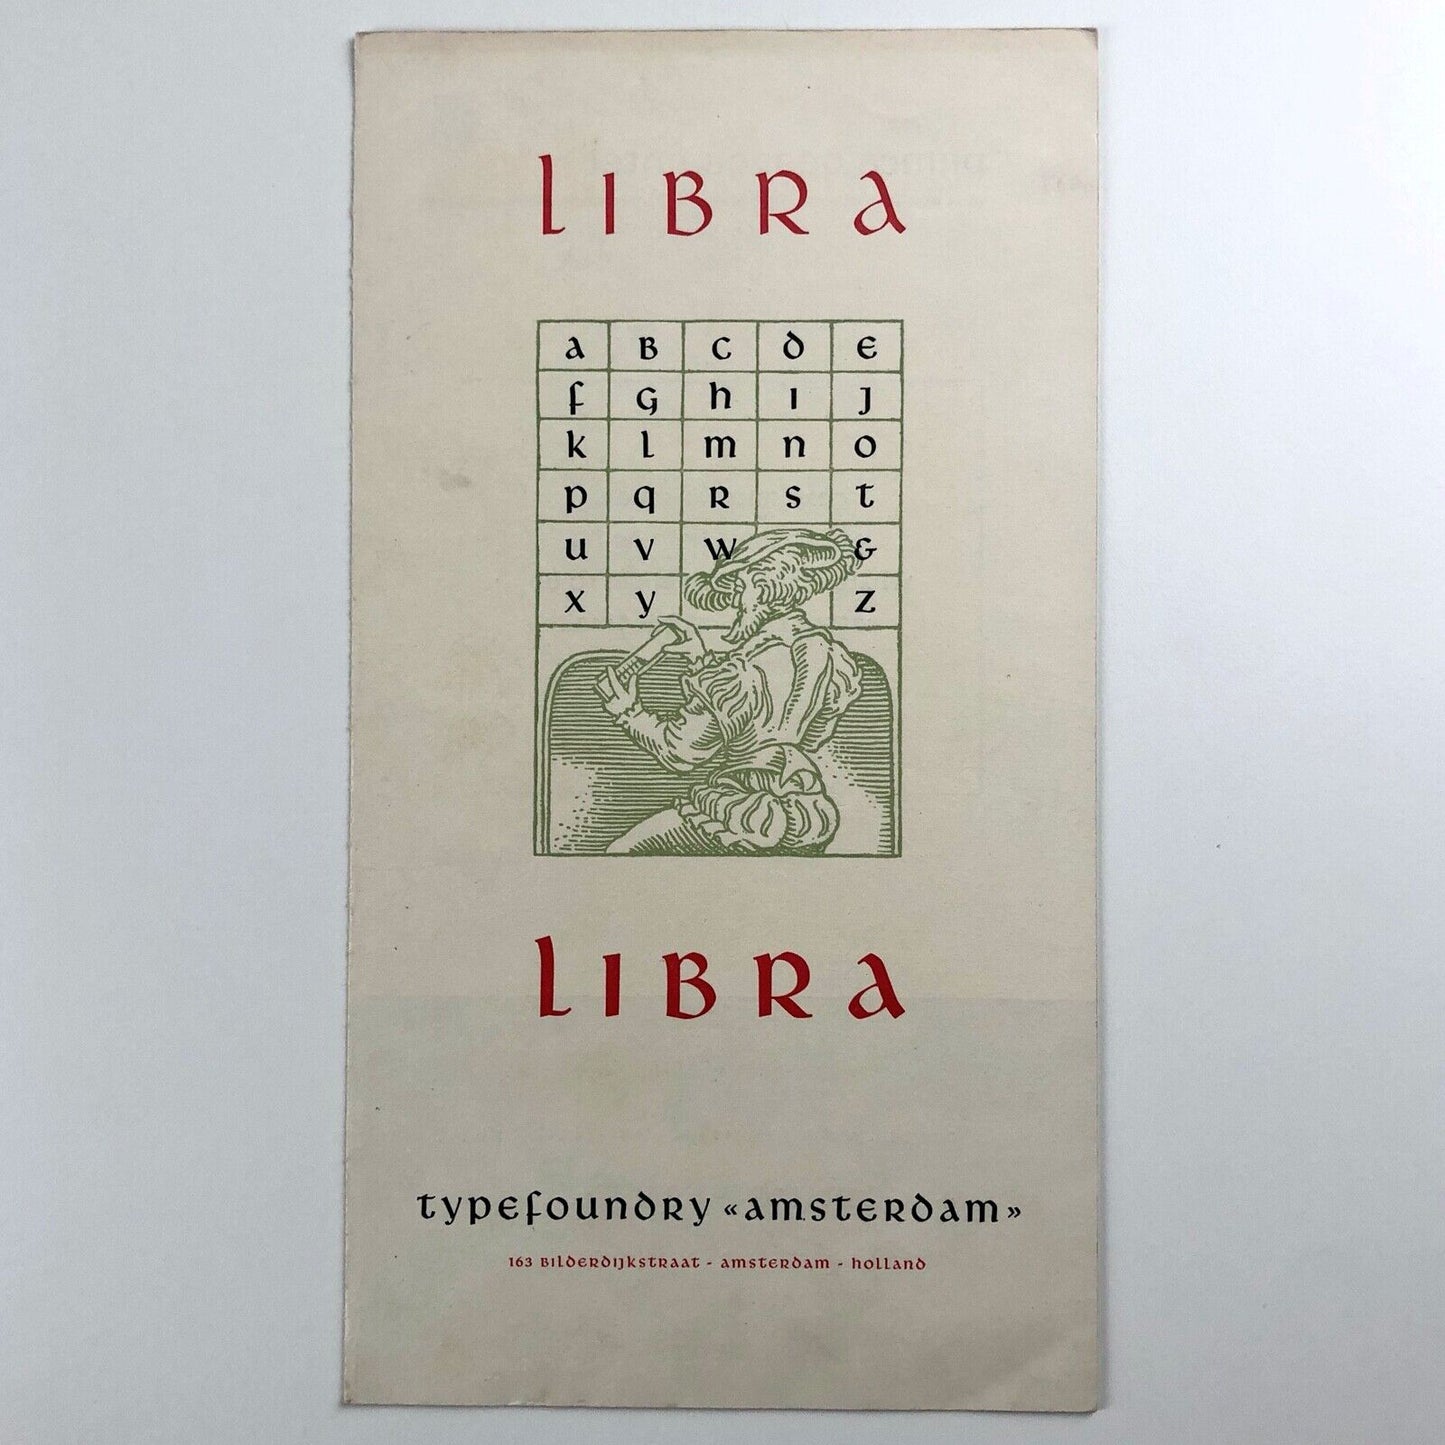 LIBRA
a B c d e
f G h i j
k l m n o
p q R s t
u v w &
x y z
LIBRA
typefoundry «amsterdam»
163 Bilderdijkstraat - amsterdam - holland